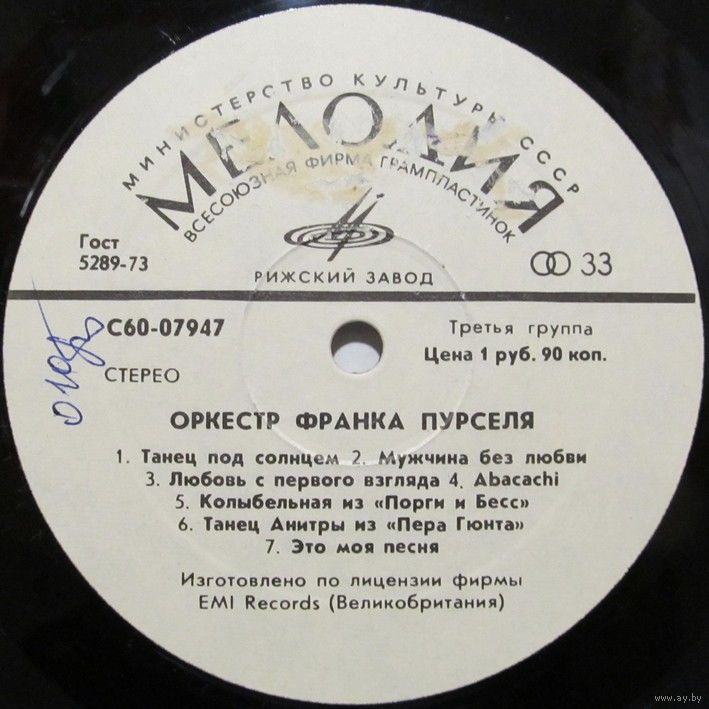 МИНИСТЕРСТВО КУЛЬТУРЫ СССР
МЕЛОДИЯ
ВСЕСОЮЗНАЯ ФИРМА ГРАМПЛАСТИНОК
Гост
5289-73
33
РИЖСКИЙ ЗАВОД
С60-07947
Третья группа
Цена 1 руб. 90 коп.
СТЕРЕО
ОРКЕСТР ФРАНКА ПУРСЕЛЯ
1. Танец под солнцем 2. Мужчина без любви
3. Любовь с первого взгляда 4. Abacachi
5. Колыбельная из «Порги и Бесс»
6. Танец Анитры из «Пера Гюнта»
7. Это моя песня
Изготовлено по лицензии фирмы
EMI Records (Великобритания)
www.ay.by